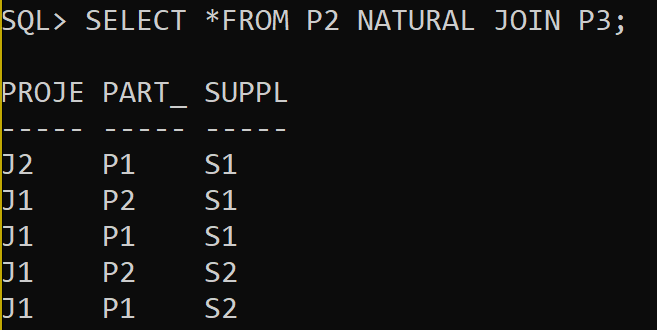 SQL> SELECT *FROM P2 NATURAL JOIN P3;
PROJE PART_ SUPPL
----- ----- -----
J2    P1    S1
J1    P2    S1
J1    P1    S1
J1    P2    S2
J1    P1    S2